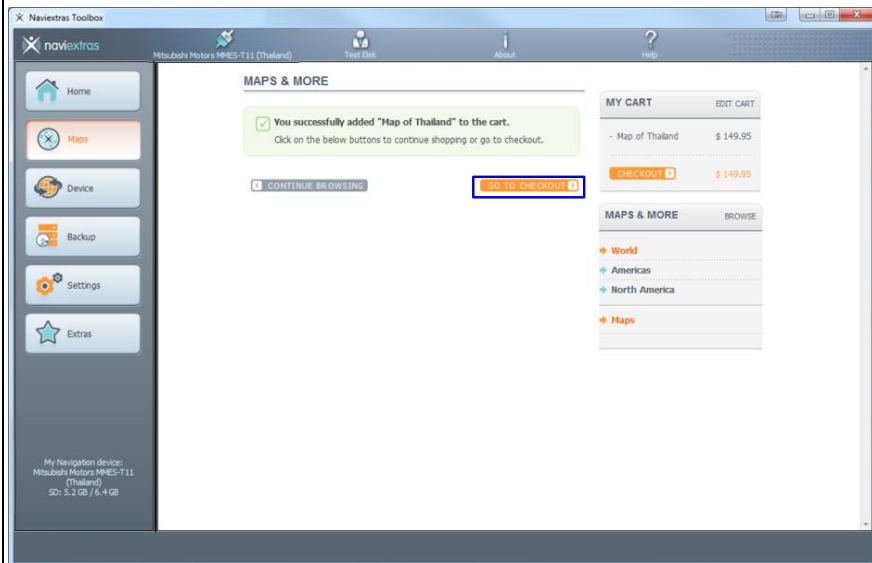 Naviextras Toolbox
naviextras
Mitsubishi Motors MMES-T11 (Thailand)
Test Elek
About
Help
Home
Maps
Device
Backup
Settings
Extras
My Navigation device:
Mitsubishi Motors MMES-T11
(Thailand)
SD: 5.2 GB / 6.4 GB
MAPS & MORE
You successfully added "Map of Thailand" to the cart.
Click on the below buttons to continue shopping or go to checkout.
CONTINUE BROWSING
GO TO CHECKOUT
MY CART EDIT CART
- Map of Thailand $ 149.95
CHECKOUT $ 149.95
MAPS & MORE BROWSE
World
Americas
North America
Maps